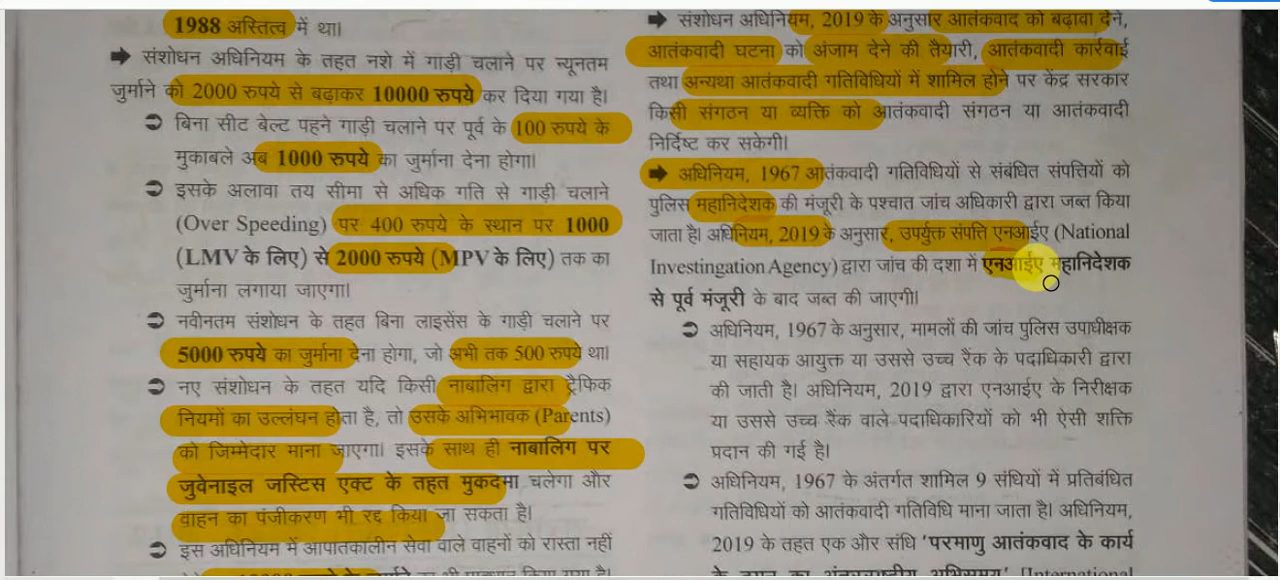 1988 अस्तित्व में था।
➡ संशोधन अधिनियम के तहत नशे में गाड़ी चलाने पर न्यूनतम
जुर्माने को 2000 रुपये से बढ़ाकर 10000 रुपये कर दिया गया है।
⮊ बिना सीट बेल्ट पहने गाड़ी चलाने पर पूर्व के 100 रुपये के
मुकाबले अब 1000 रुपये का जुर्माना देना होगा।
⮊ इसके अलावा तय सीमा से अधिक गति से गाड़ी चलाने
(Over Speeding) पर 400 रुपये के स्थान पर 1000
(LMV के लिए) से 2000 रुपये (MPV के लिए) तक का
जुर्माना लगाया जाएगा।
⮊ नवीनतम संशोधन के तहत बिना लाइसेंस के गाड़ी चलाने पर
5000 रुपये का जुर्माना देना होगा, जो अभी तक 500 रुपये था।
⮊ नए संशोधन के तहत यदि किसी नाबालिग द्वारा ट्रैफिक
नियमों का उल्लंघन होता है, तो उसके अभिभावक (Parents)
को जिम्मेदार माना जाएगा। इसके साथ ही नाबालिग पर
जुवेनाइल जस्टिस एक्ट के तहत मुकदमा चलेगा और
वाहन का पंजीकरण भी रद्द किया जा सकता है।
⮊ इस अधिनियम में आपातकालीन सेवा वाले वाहनों को रास्ता नहीं
➡ संशोधन अधिनियम, 2019 के अनुसार आतंकवाद को बढ़ावा देने,
आतंकवादी घटना को अंजाम देने की तैयारी, आतंकवादी कार्रवाई
तथा अन्यथा आतंकवादी गतिविधियों में शामिल होने पर केंद्र सरकार
किसी संगठन या व्यक्ति को आतंकवादी संगठन या आतंकवादी
निर्दिष्ट कर सकेगी।
➡ अधिनियम, 1967 आतंकवादी गतिविधियों से संबंधित संपत्तियों को
पुलिस महानिदेशक की मंजूरी के पश्चात जांच अधिकारी द्वारा जब्त किया
जाता है। अधिनियम, 2019 के अनुसार, उपर्युक्त संपति एनआईए (National
Investingation Agency) द्वारा जांच की दशा में एनआईए महानिदेशक
से पूर्व मंजूरी के बाद जब्त की जाएगी।
⮊ अधिनियम, 1967 के अनुसार, मामलों की जांच पुलिस उपाधीक्षक
या सहायक आयुक्त या उससे उच्च रैंक के पदाधिकारी द्वारा
की जाती है। अधिनियम, 2019 द्वारा एनआईए के निरीक्षक
या उससे उच्च रैंक वाले पदाधिकारियों को भी ऐसी शक्ति
प्रदान की गई है।
⮊ अधिनियम, 1967 के अंतर्गत शामिल 9 संधियों में प्रतिबंधित
गतिविधियों को आतंकवादी गतिविधि माना जाता है। अधिनियम,
2019 के तहत एक और संधि 'परमाणु आतंकवाद के कार्य